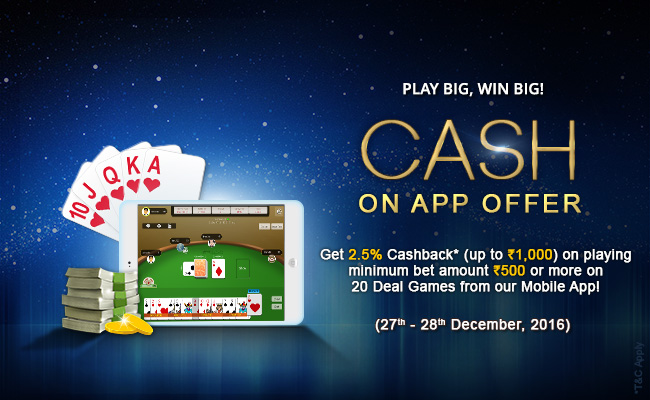 PLAY BIG, WIN BIG!
CASH
ON APP OFFER
Get 2.5% Cashback* (up to ₹1,000) on playing
minimum bet amount ₹500 or more on
20 Deal Games from our Mobile App!
(27th - 28th December, 2016)
*T&C Apply
10 J Q K A